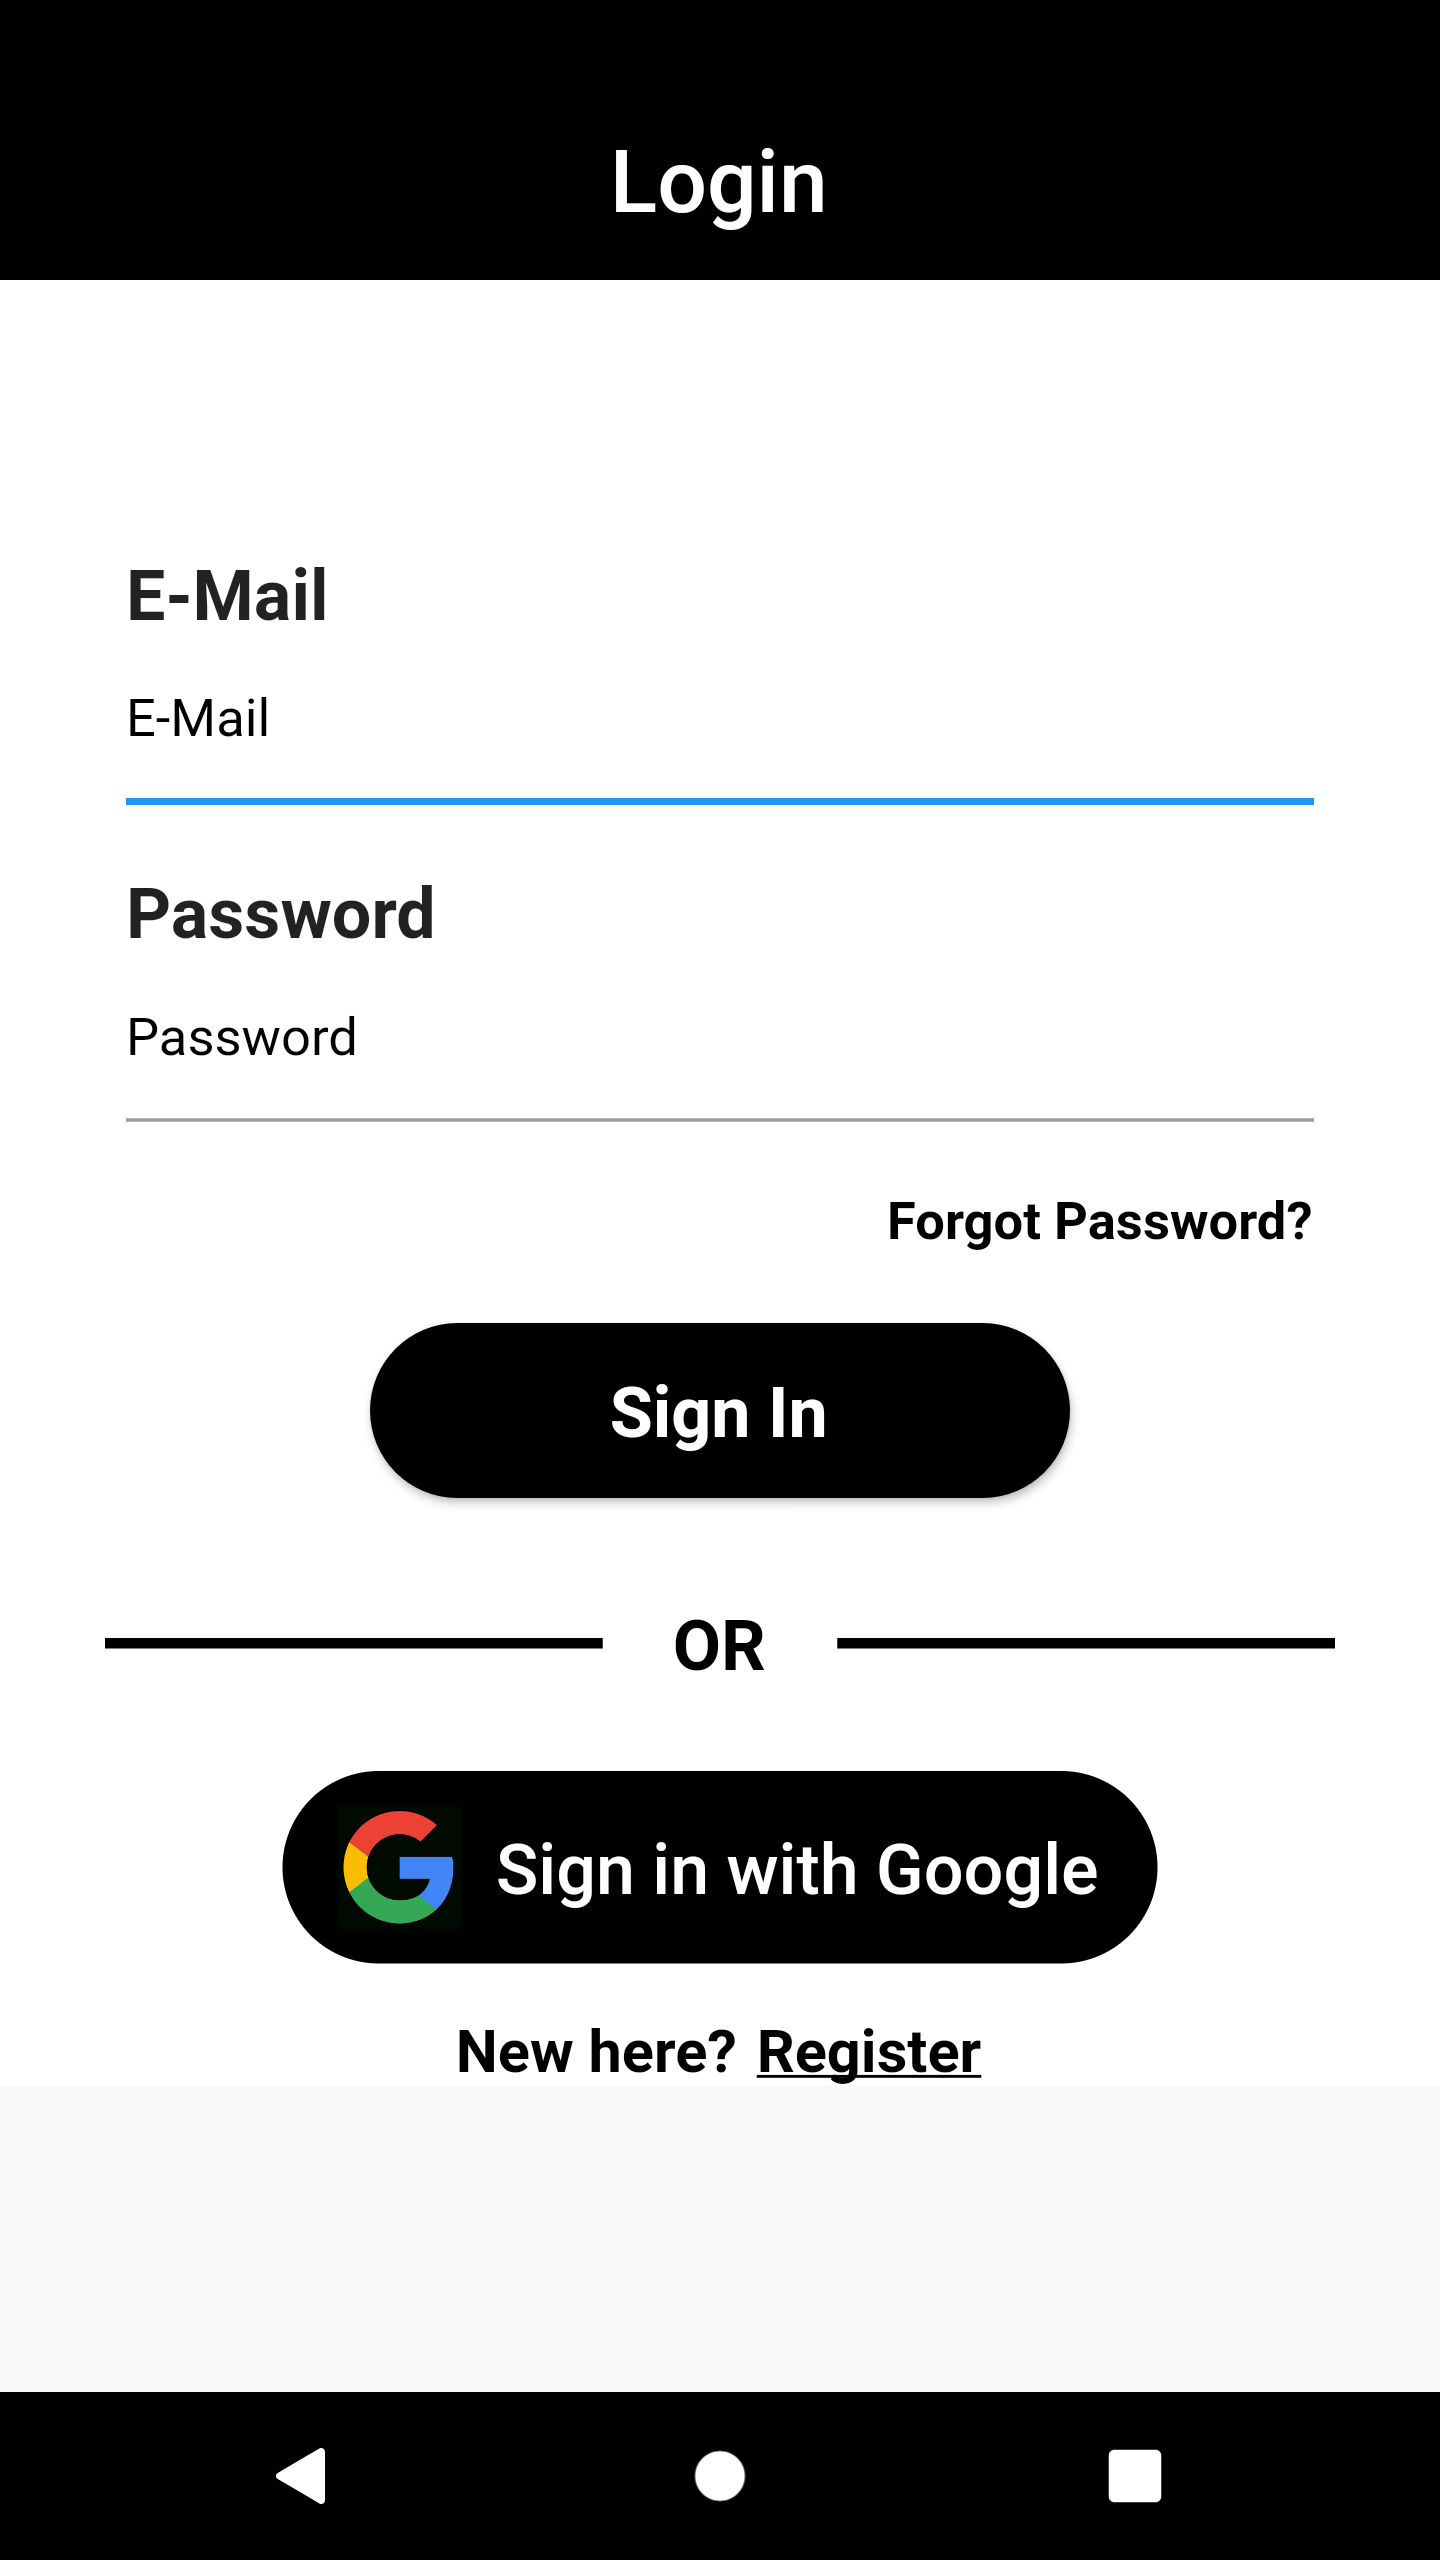 Login
E-Mail
E-Mail
Password
Password
Forgot Password?
Sign In
OR
Sign in with Google
New here? Register